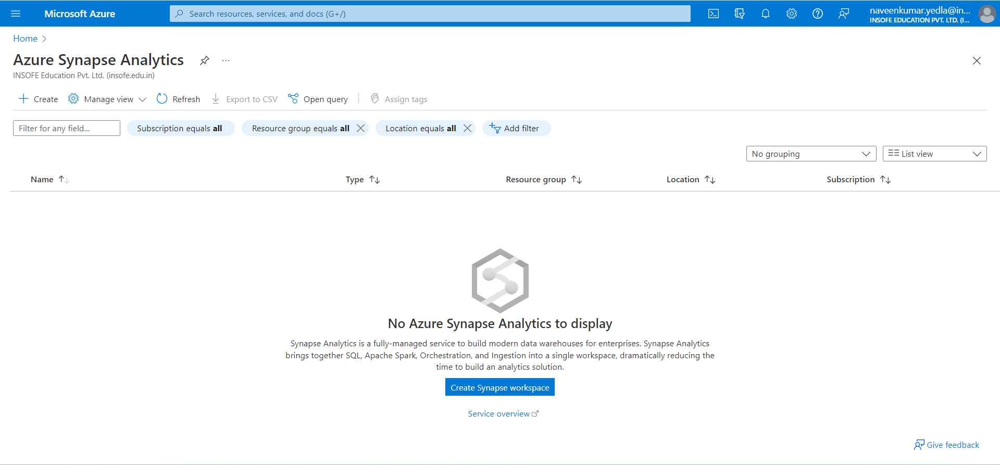 Microsoft Azure
Search resources, services, and docs (G+/)
naveenkumar.yedla@in...
INSOFE EDUCATION PVT. LTD. (I...
Home
Azure Synapse Analytics
...
INSOFE Education Pvt. Ltd. (insofe.edu.in)
Create Manage view Refresh Export to CSV Open query Assign tags
Filter for any field... Subscription equals all Resource group equals all Location equals all Add filter
No grouping List view
Name Type Resource group Location Subscription
No Azure Synapse Analytics to display
Synapse Analytics is a fully-managed service to build modern data warehouses for enterprises. Synapse Analytics
brings together SQL, Apache Spark, Orchestration, and Ingestion into a single workspace, dramatically reducing the
time to build an analytics solution.
Create Synapse workspace
Service overview
Give feedback